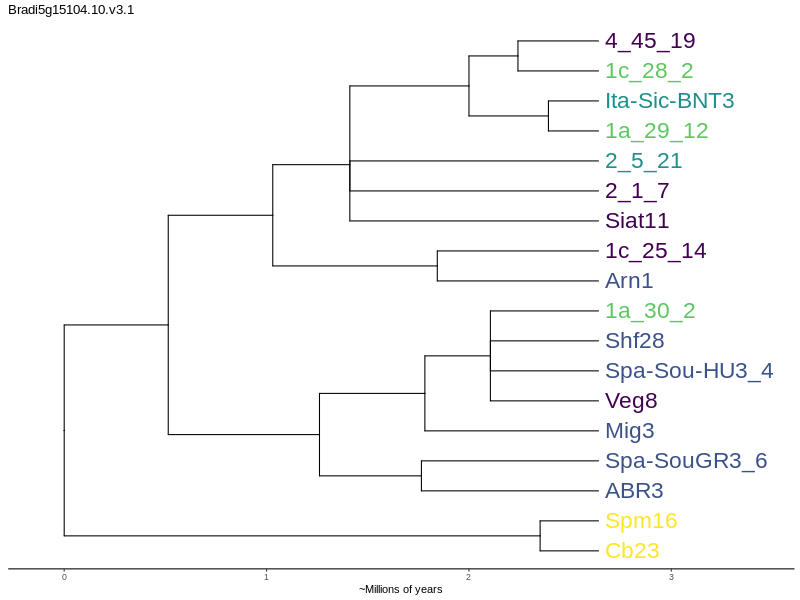 Bradi5g15104.10.v3.1
4_45_19
1c_28_2
Ita-Sic-BNT3
1a_29_12
2_5_21
2_1_7
Siat11
1c_25_14
Arn1
1a_30_2
Shf28
Spa-Sou-HU3_4
Veg8
Mig3
Spa-SouGR3_6
ABR3
Spm16
Cb23
0 1 2 3
~Millions of years